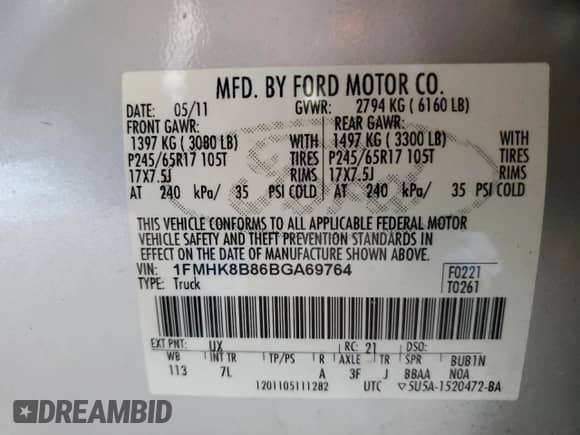 MFD. BY FORD MOTOR CO.
DATE: 05/11 GVWR: 2794 KG ( 6160 LB)
FRONT GAWR: REAR GAWR:
1397 KG ( 3080 LB) WITH 1497 KG ( 3300 LB) WITH
P245/65R17 105T TIRES P245/65R17 105T TIRES
17X7.5J RIMS 17X7.5J RIMS
AT 240 kPa/ 35 PSI COLD AT 240 kPa/ 35 PSI COLD
THIS VEHICLE CONFORMS TO ALL APPLICABLE FEDERAL MOTOR
VEHICLE SAFETY AND THEFT PREVENTION STANDARDS IN
EFFECT ON THE DATE OF MANUFACTURE SHOWN ABOVE.
VIN: 1FMHK8B86BGA69764 F0221
TYPE: Truck T0261
EXT PNT: UX RC: 21 DSO:
WB INT TR TP/PS R AXLE TR SPR BUB1N
113 7L A 3F J BBAA N0A
1201105111282 UTC ▽5U5A-1520472-BA
Ford
DREAMBID